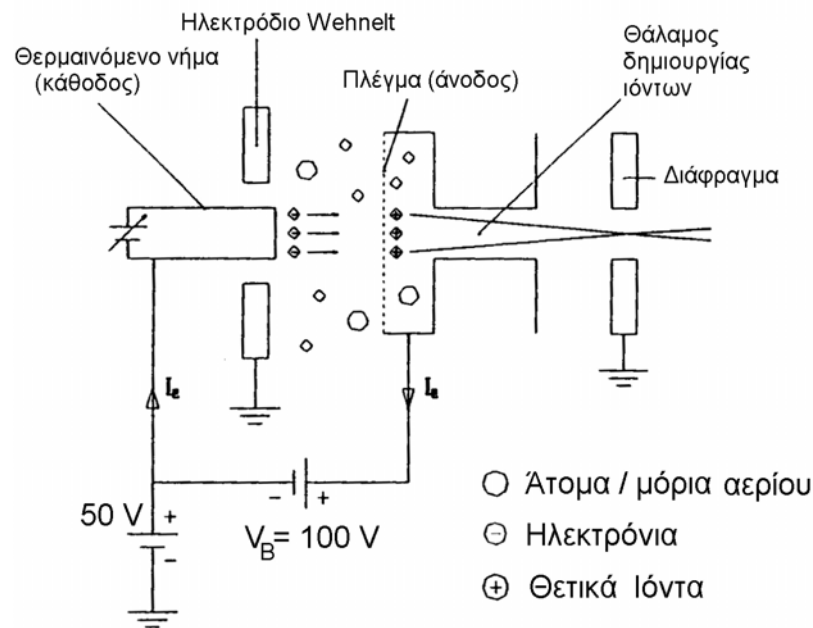 Ηλεκτρόδιο Wehnelt
Θερμαινόμενο νήμα
(κάθοδος)
Πλέγμα (άνοδος)
Θάλαμος
δημιουργίας
ιόντων
Διάφραγμα
Ie
Ie
50 V
+
-
-
+
VB= 100 V
Άτομα / μόρια αερίου
Ηλεκτρόνια
Θετικά Ιόντα